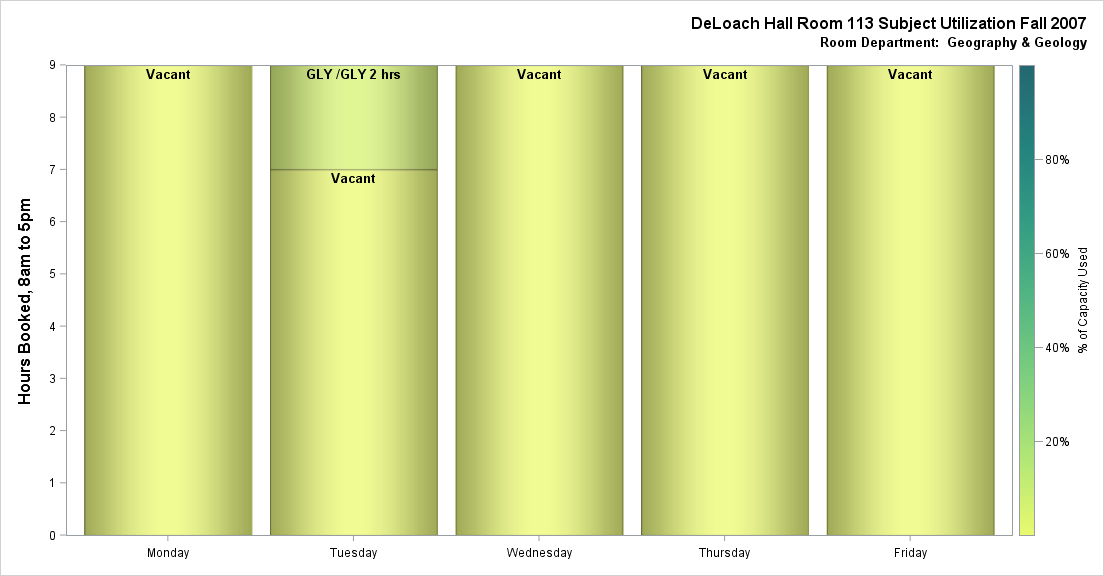 DeLoach Hall Room 113 Subject Utilization Fall 2007
Room Department:  Geography & Geology
Hours Booked, 8am to 5pm
9
8
7
6
5
4
3
2
1
0
Vacant
GLY /GLY 2 hrs
Vacant
Vacant
Vacant
Vacant
Monday
Tuesday
Wednesday
Thursday
Friday
80%
60%
40%
20%
% of Capacity Used